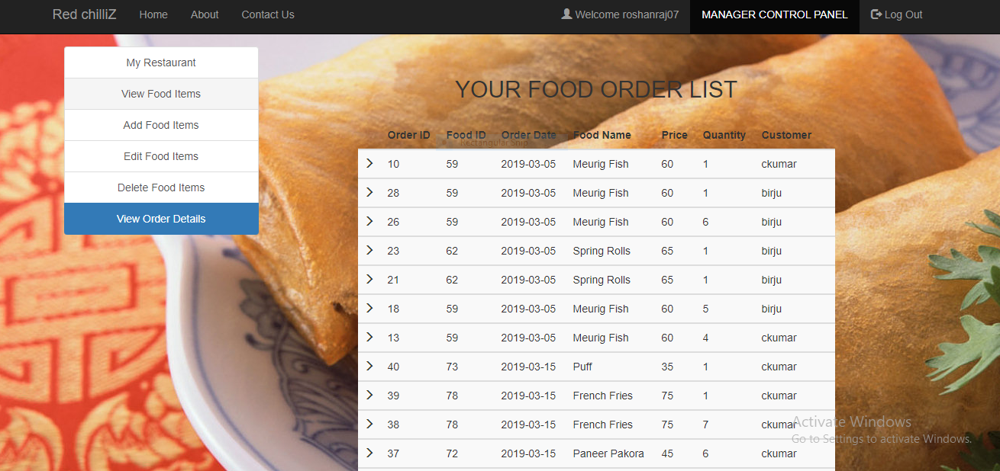 Red chilliZ Home About Contact Us Welcome roshanraj07 MANAGER CONTROL PANEL Log Out
My Restaurant
View Food Items
Add Food Items
Edit Food Items
Delete Food Items
View Order Details
YOUR FOOD ORDER LIST
Order ID Food ID Order Date Food Name Price Quantity Customer
Rectangular Snip
10 59 2019-03-05 Meurig Fish 60 1 ckumar
28 59 2019-03-05 Meurig Fish 60 1 birju
26 59 2019-03-05 Meurig Fish 60 6 birju
23 62 2019-03-05 Spring Rolls 65 1 birju
21 62 2019-03-05 Spring Rolls 65 1 birju
18 59 2019-03-05 Meurig Fish 60 5 birju
13 59 2019-03-05 Meurig Fish 60 4 ckumar
40 73 2019-03-15 Puff 35 1 ckumar
39 78 2019-03-15 French Fries 75 1 ckumar
38 78 2019-03-15 French Fries 75 7 ckumar
37 72 2019-03-15 Paneer Pakora 45 6 ckumar
Activate Windows
Go to Settings to activate Windows.